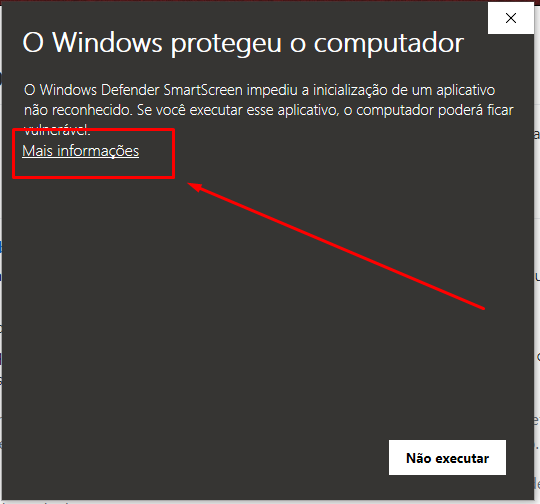 O Windows protegeu o computador
O Windows Defender SmartScreen impediu a inicialização de um aplicativo
não reconhecido. Se você executar esse aplicativo, o computador poderá ficar
vulnerável.
Mais informações
Não executar